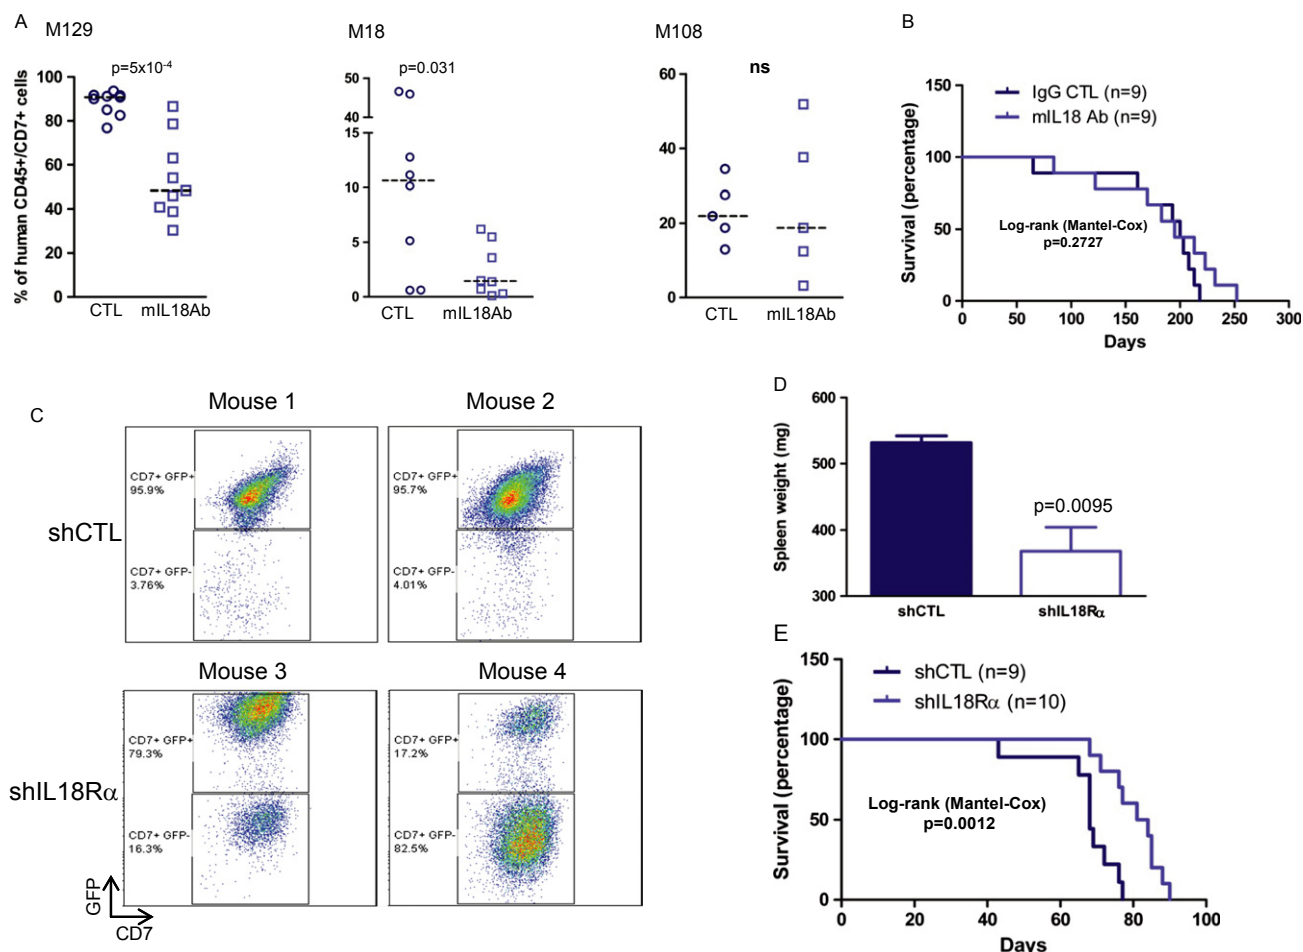 A
M129
p=5x10-4
% of human CD45+/CD7+ cells
100
80
60
40
20
0
CTL mIL18Ab
M18
p=0.031
50
40
15
10
5
0
CTL mIL18Ab
M108
ns
60
40
20
0
CTL mIL18Ab
B
Survival (percentage)
150
100
50
0
IgG CTL (n=9)
mIL18 Ab (n=9)
Log-rank (Mantel-Cox)
p=0.2727
0 50 100 150 200 250 300
Days
C
Mouse 1 Mouse 2
shCTL
CD7+ GFP+
95.9%
CD7+ GFP-
3.76%
CD7+ GFP+
95.7%
CD7+ GFP-
4.01%
Mouse 3 Mouse 4
shIL18Rα
CD7+ GFP+
79.3%
CD7+ GFP-
16.3%
CD7+ GFP+
17.2%
CD7+ GFP-
82.5%
GFP
CD7
D
Spleen weight (mg)
600
500
400
300
p=0.0095
shCTL shIL18Rα
E
Survival (percentage)
150
100
50
0
shCTL (n=9)
shIL18Rα (n=10)
Log-rank (Mantel-Cox)
p=0.0012
0 20 40 60 80 100
Days